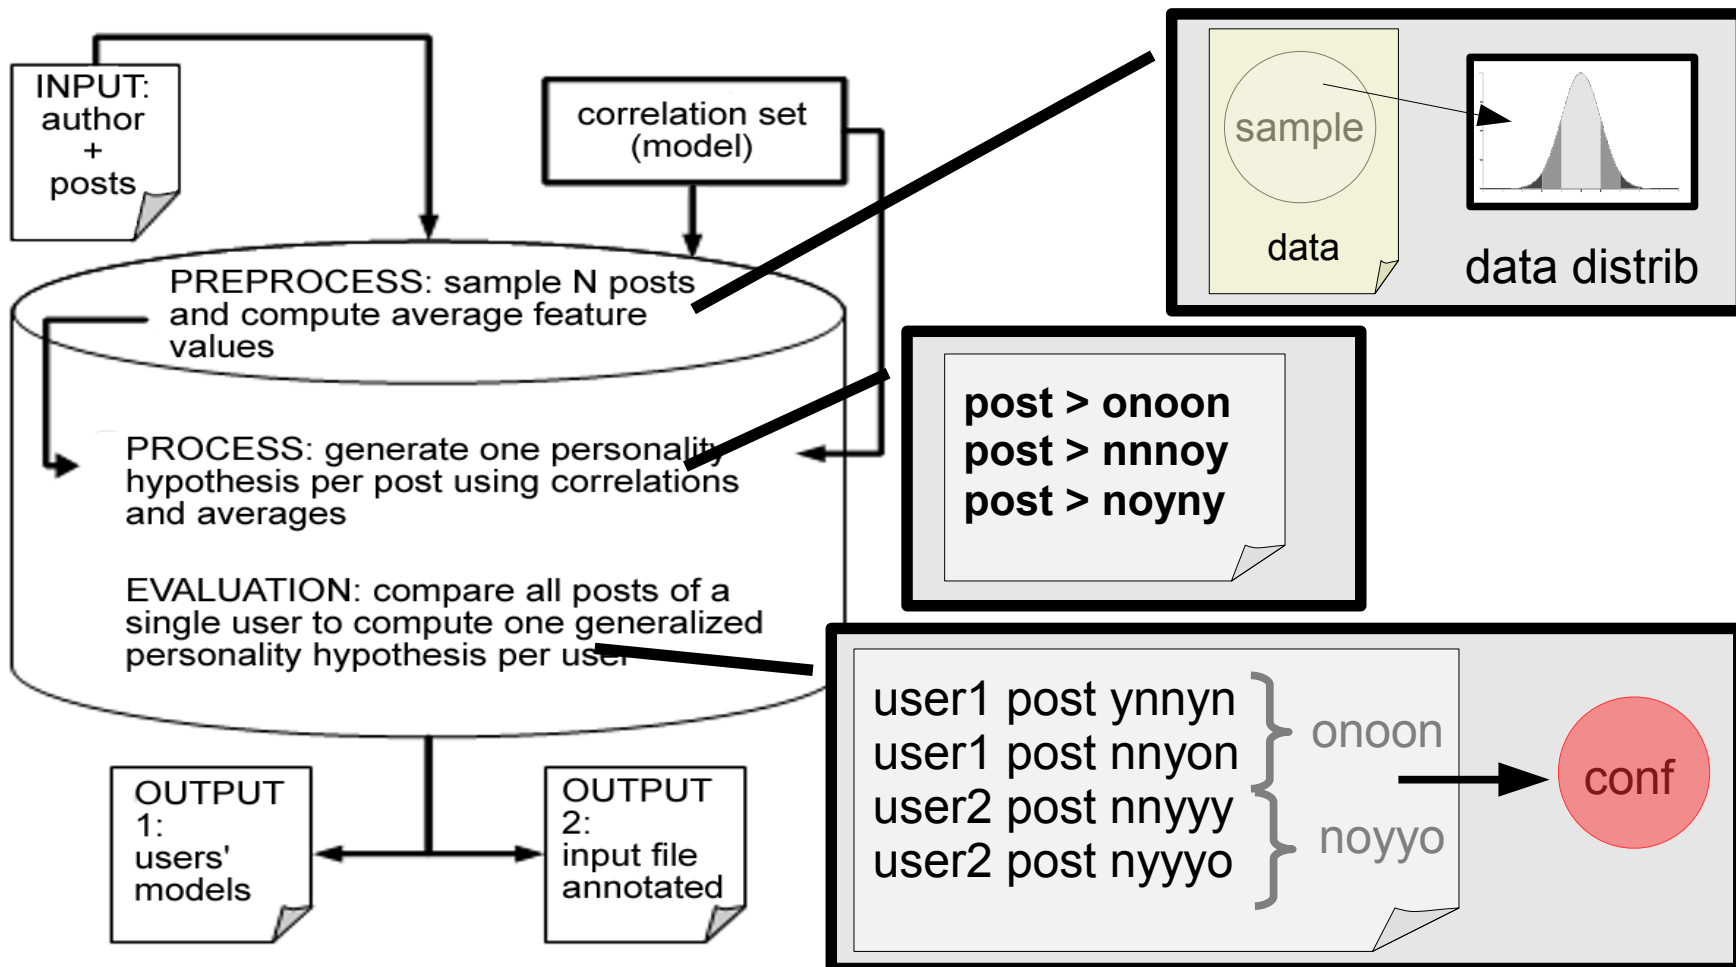 INPUT:
author
+
posts
correlation set
(model)
PREPROCESS: sample N posts
and compute average feature
values
PROCESS: generate one personality
hypothesis per post using correlations
and averages
EVALUATION: compare all posts of a
single user to compute one generalized
personality hypothesis per user
OUTPUT
1:
users'
models
OUTPUT
2:
input file
annotated
sample
data
data distrib
post > onoon
post > nnnoy
post > noyny
user1 post ynnyn
user1 post nnyon
user2 post nnyyy
user2 post nyyyo
onoon
noyyo
conf